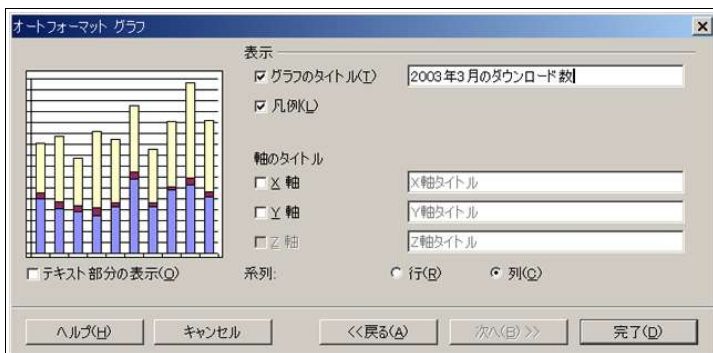 オートフォーマット グラフ
表示
グラフのタイトル(T)
2003年3月のダウンロード数
凡例(L)
軸のタイトル
X 軸
X軸タイトル
Y 軸
Y軸タイトル
Z 軸
Z軸タイトル
テキスト部分の表示(O)
系列:
行(R)
列(C)
ヘルプ(H)
キャンセル
<<戻る(A)
次へ(B) >>
完了(D)